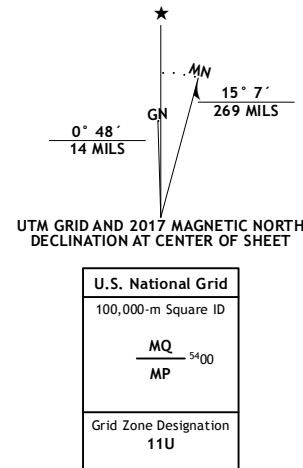 ★
MN
GN
15° 7´
269 MILS
0° 48´
14 MILS
UTM GRID AND 2017 MAGNETIC NORTH
DECLINATION AT CENTER OF SHEET
U.S. National Grid
100,000-m Square ID
MQ
5400
MP
Grid Zone Designation
11U